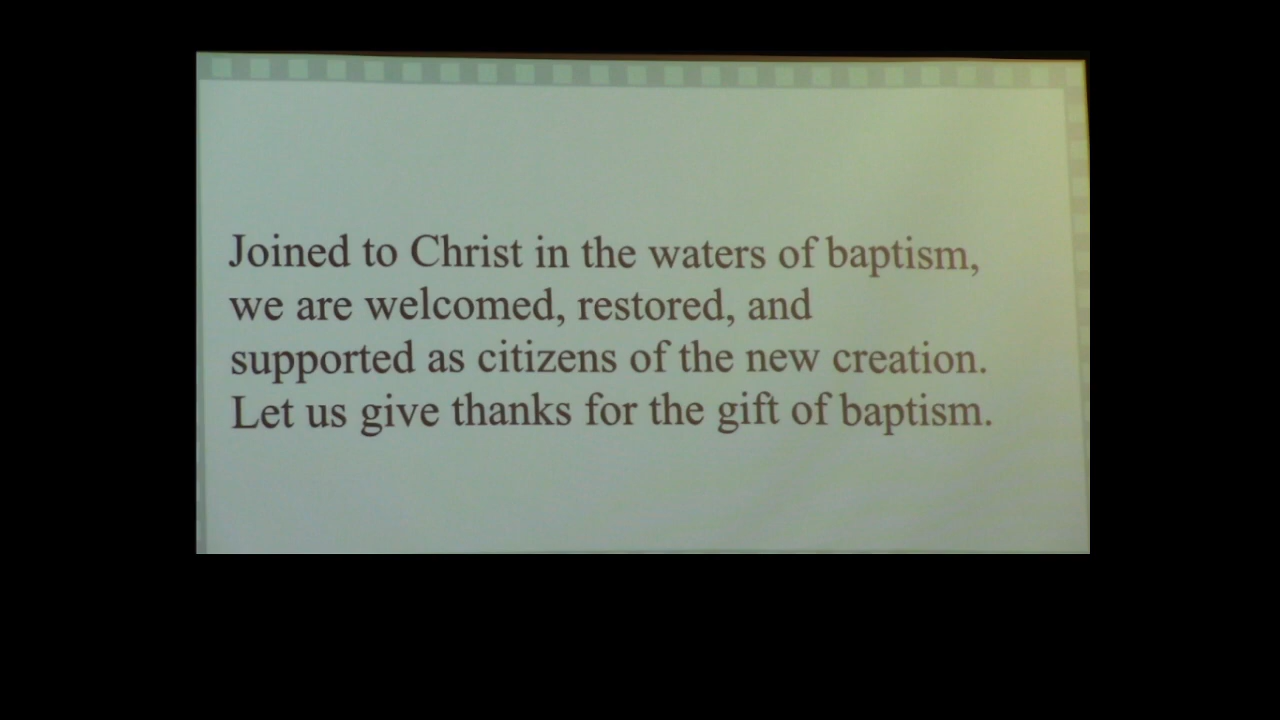 Joined to Christ in the waters of baptism,
we are welcomed, restored, and
supported as citizens of the new creation.
Let us give thanks for the gift of baptism.